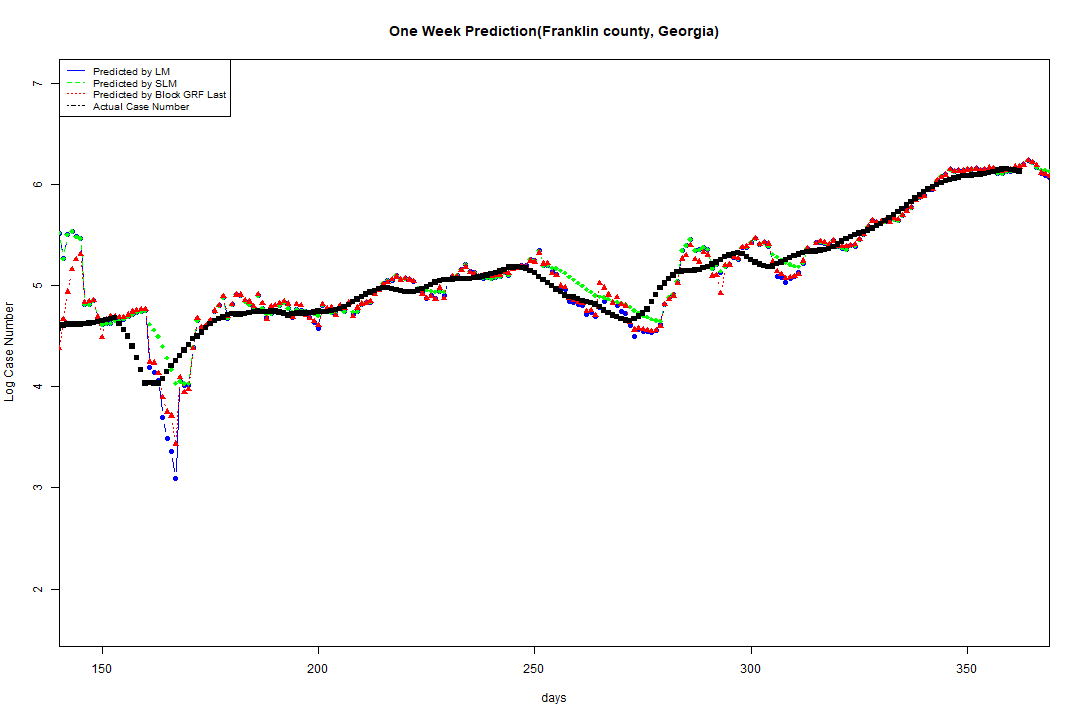 One Week Prediction(Franklin county, Georgia)
Predicted by LM
Predicted by SLM
Predicted by Block GRF Last
Actual Case Number
7
6
5
4
3
2
Log Case Number
150 200 250 300 350
days